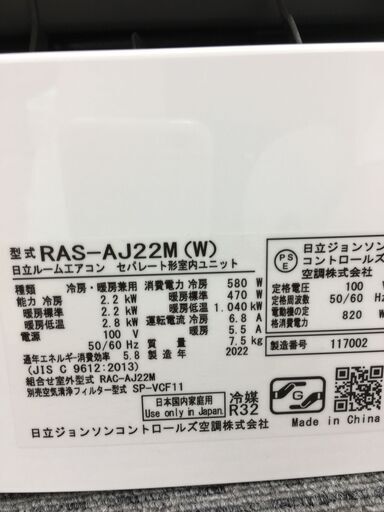 型式 RAS-AJ22M(W)
日立ルームエアコン セパレート形室内ユニット
種類 冷房・暖房兼用
能力 冷房 2.2 kW
暖房標準 2.2 kW
暖房低温 2.8 kW
電源 100 V
50/60 Hz
消費電力 冷房 580 W
暖房標準 470 W
暖房低温 1.040 kW
運転電流 冷房 6.8 A
暖房 5.5 A
7.5 kg
通年エネルギー消費効率 5.8 製造年 2022
(JIS C 9612:2013)
組合せ室外型式 RAC-AJ22M
別売空気清浄フィルター型式 SP-VCF11
日本国内家庭用
Use only in Japan
冷媒
R32
日立ジョンソンコントロールズ空調株式会社
PS
E
日立ジョンソン
コントロールズ
空調株式会社
定格電圧 100
定格周波数 50/60 H
電動機の定
格消費電力 820 W
製造番号 117002
G
Made in China